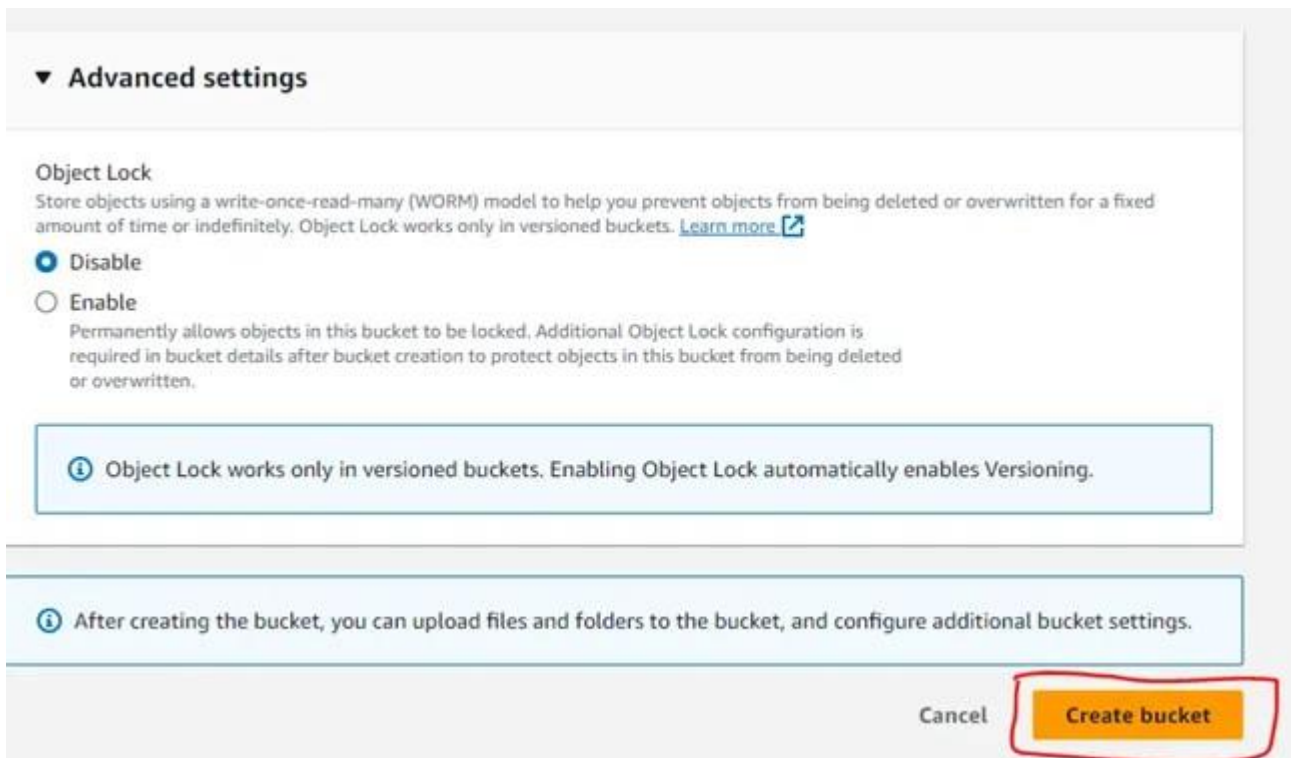 Advanced settings
Object Lock
Store objects using a write-once-read-many (WORM) model to help you prevent objects from being deleted or overwritten for a fixed
amount of time or indefinitely. Object Lock works only in versioned buckets. Learn more
Disable
Enable
Permanently allows objects in this bucket to be locked. Additional Object Lock configuration is
required in bucket details after bucket creation to protect objects in this bucket from being deleted
or overwritten.
Object Lock works only in versioned buckets. Enabling Object Lock automatically enables Versioning.
After creating the bucket, you can upload files and folders to the bucket, and configure additional bucket settings.
Cancel Create bucket